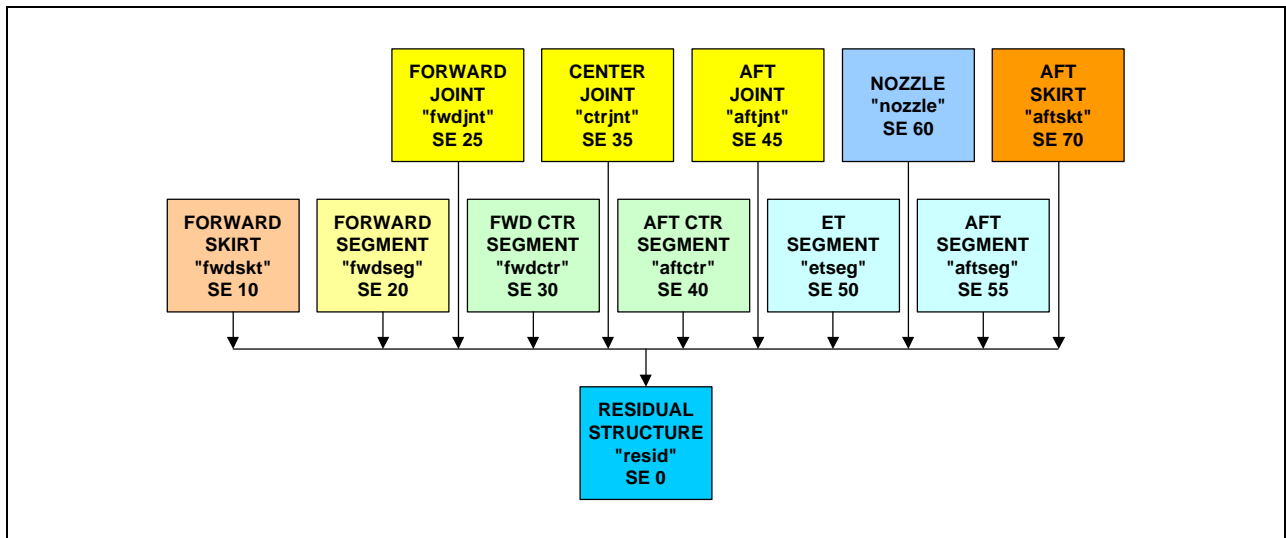 FORWARD
JOINT
"fwdjnt"
SE 25
CENTER
JOINT
"ctrjnt"
SE 35
AFT
JOINT
"aftjnt"
SE 45
NOZZLE
"nozzle"
SE 60
AFT
SKIRT
"aftskt"
SE 70
FORWARD
SKIRT
"fwdskt"
SE 10
FORWARD
SEGMENT
"fwdseg"
SE 20
FWD CTR
SEGMENT
"fwdctr"
SE 30
AFT CTR
SEGMENT
"aftctr"
SE 40
ET
SEGMENT
"etseg"
SE 50
AFT
SEGMENT
"aftseg"
SE 55
RESIDUAL
STRUCTURE
"resid"
SE 0